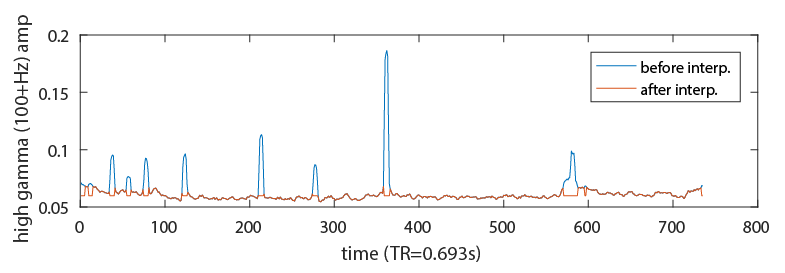 high gamma (100+Hz) amp
0.2
0.15
0.1
0.05
before interp.
after interp.
0 100 200 300 400 500 600 700 800
time (TR=0.693s)